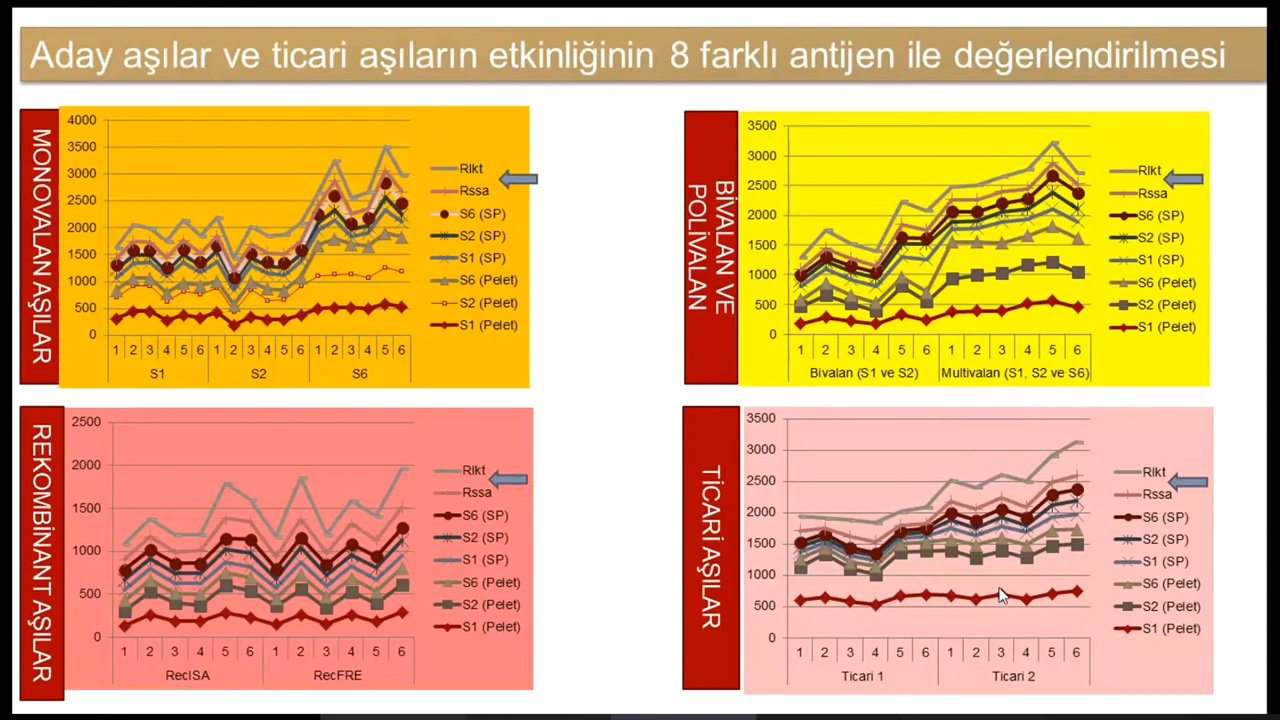 Aday aşılar ve ticari aşıların etkinliğinin 8 farklı antijen ile değerlendirilmesi
MONOVALAN AŞILAR
4000
3500
3000
2500
2000
1500
1000
500
0
1 2 3 4 5 6 1 2 3 4 5 6 1 2 3 4 5 6
S1 S2 S6
Rlkt
Rssa
S6 (SP)
S2 (SP)
S1 (SP)
S6 (Pelet)
S2 (Pelet)
S1 (Pelet)
BİVALAN VE
POLİVALAN
3500
3000
2500
2000
1500
1000
500
0
1 2 3 4 5 6 1 2 3 4 5 6
Bivalan (S1 ve S2) Multivalan (S1, S2 ve S6)
Rlkt
Rssa
S6 (SP)
S2 (SP)
S1 (SP)
S6 (Pelet)
S2 (Pelet)
S1 (Pelet)
REKOMBİNANT AŞILAR
2500
2000
1500
1000
500
0
1 2 3 4 5 6 1 2 3 4 5 6
RecISA RecFRE
Rlkt
Rssa
S6 (SP)
S2 (SP)
S1 (SP)
S6 (Pelet)
S2 (Pelet)
S1 (Pelet)
TİCARİ AŞILAR
3500
3000
2500
2000
1500
1000
500
0
1 2 3 4 5 6 1 2 3 4 5 6
Ticari 1 Ticari 2
Rlkt
Rssa
S6 (SP)
S2 (SP)
S1 (SP)
S6 (Pelet)
S2 (Pelet)
S1 (Pelet)